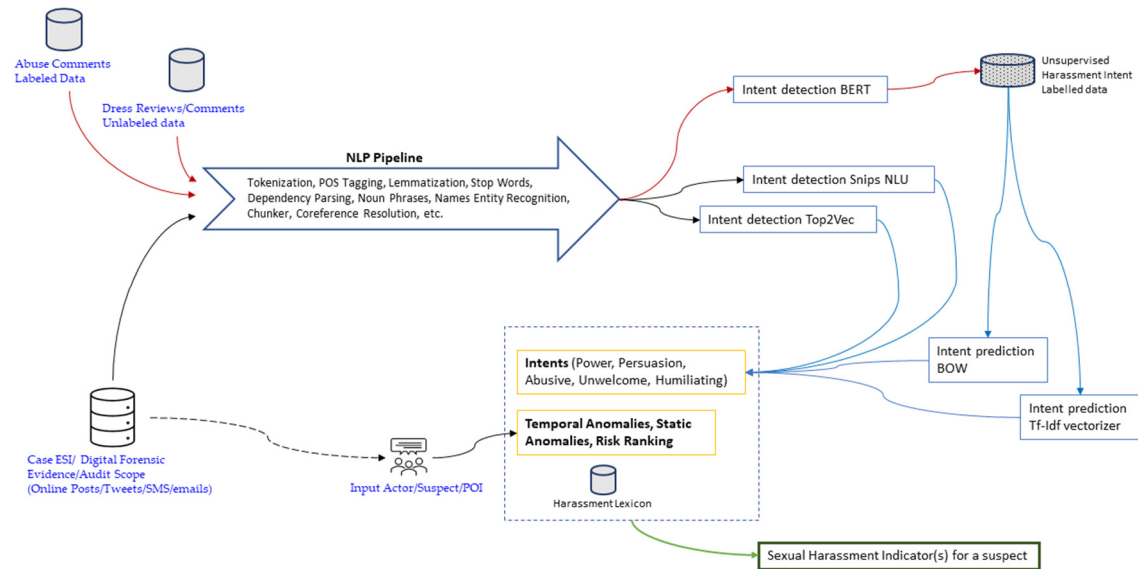 Abuse Comments
Labeled Data
Dress Reviews/Comments
Unlabeled data
NLP Pipeline
Tokenization, POS Tagging, Lemmatization, Stop Words,
Dependency Parsing, Noun Phrases, Names Entity Recognition,
Chunker, Coreference Resolution, etc.
Intent detection BERT
Unsupervised
Harassment Intent
Labelled data
Intent detection Snips NLU
Intent detection Top2Vec
Intents (Power, Persuasion,
Abusive, Unwelcome, Humiliating)
Intent prediction
BOW
Intent prediction
Tf-Idf vectorizer
Temporal Anomalies, Static
Anomalies, Risk Ranking
Harassment Lexicon
Case ESI/ Digital Forensic
Evidence/Audit Scope
(Online Posts/Tweets/SMS/emails)
Input Actor/Suspect/POI
Sexual Harassment Indicator(s) for a suspect